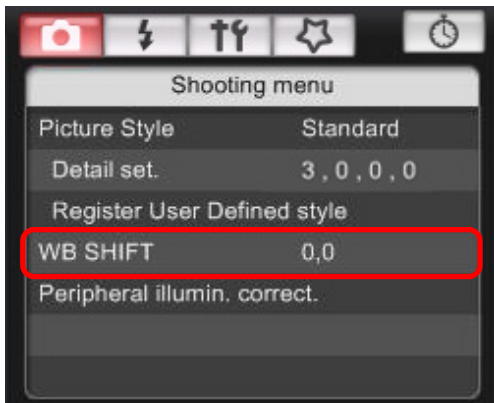 Shooting menu
Picture Style Standard
Detail set. 3 , 0 , 0 , 0
Register User Defined style
WB SHIFT 0,0
Peripheral illumin. correct.